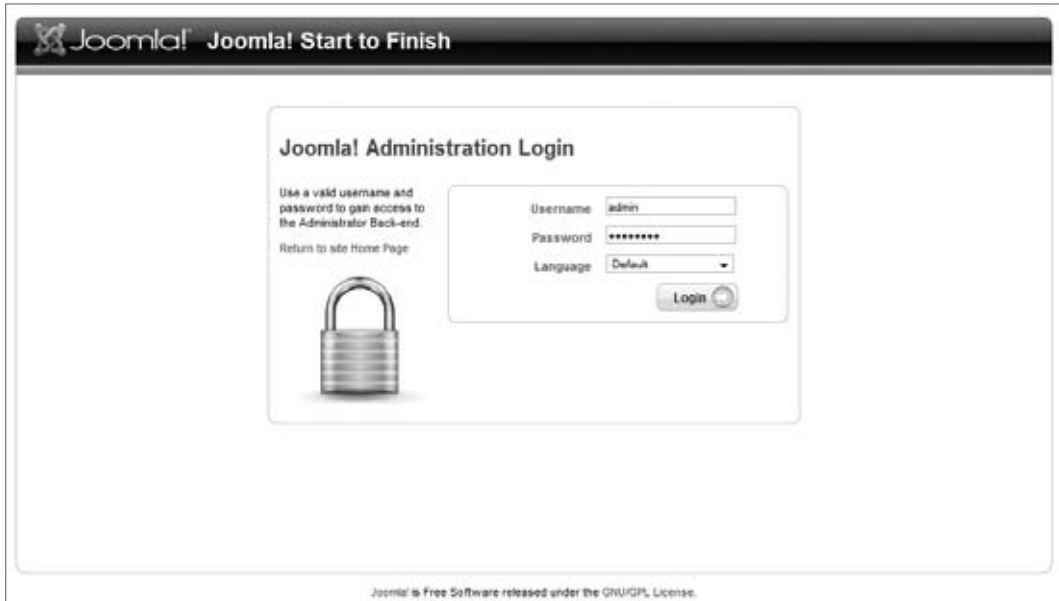 Joomla! Joomla! Start to Finish
Joomla! Administration Login
Use a valid username and
password to gain access to
the Administrator Back-end.
Return to site Home Page
Username admin
Password ••••••••
Language Default
Login
Joomla! is Free Software released under the GNU/GPL License.